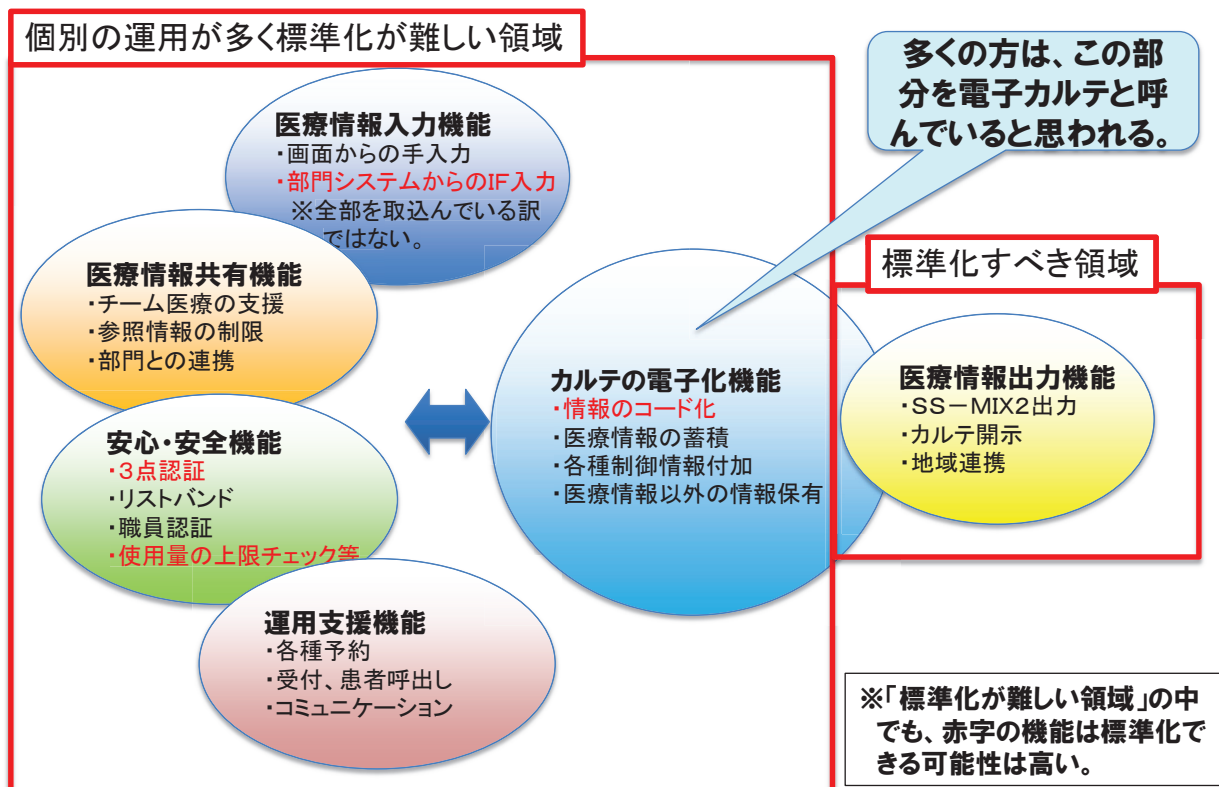 個別の運用が多く標準化が難しい領域
多くの方は、この部
分を電子カルテと呼
んでいると思われる。
医療情報入力機能
・画面からの手入力
・部門システムからのIF入力
※全部を取込んでいる訳
ではない。
医療情報共有機能
・チーム医療の支援
・参照情報の制限
・部門との連携
安心・安全機能
・3点認証
・リストバンド
・職員認証
・使用量の上限チェック等
運用支援機能
・各種予約
・受付、患者呼出し
・コミュニケーション
カルテの電子化機能
・情報のコード化
・医療情報の蓄積
・各種制御情報付加
・医療情報以外の情報保有
標準化すべき領域
医療情報出力機能
・SS－MIX2出力
・カルテ開示
・地域連携
※「標準化が難しい領域」の中
でも、赤字の機能は標準化で
きる可能性は高い。